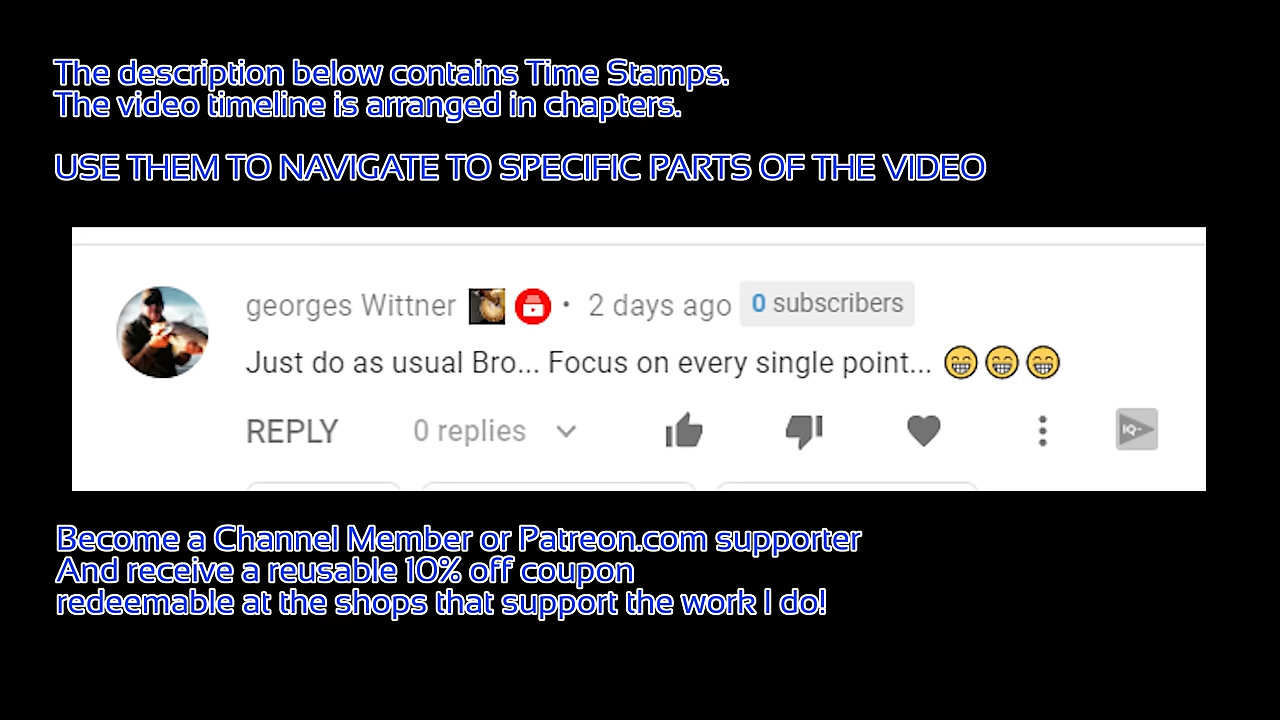 The description below contains Time Stamps.
The video timeline is arranged in chapters.
USE THEM TO NAVIGATE TO SPECIFIC PARTS OF THE VIDEO
georges Wittner • 2 days ago 0 subscribers
Just do as usual Bro... Focus on every single point... 😁😁😁
REPLY 0 replies IQ-
Become a Channel Member or Patreon.com supporter
And receive a reusable 10% off coupon
redeemable at the shops that support the work I do!